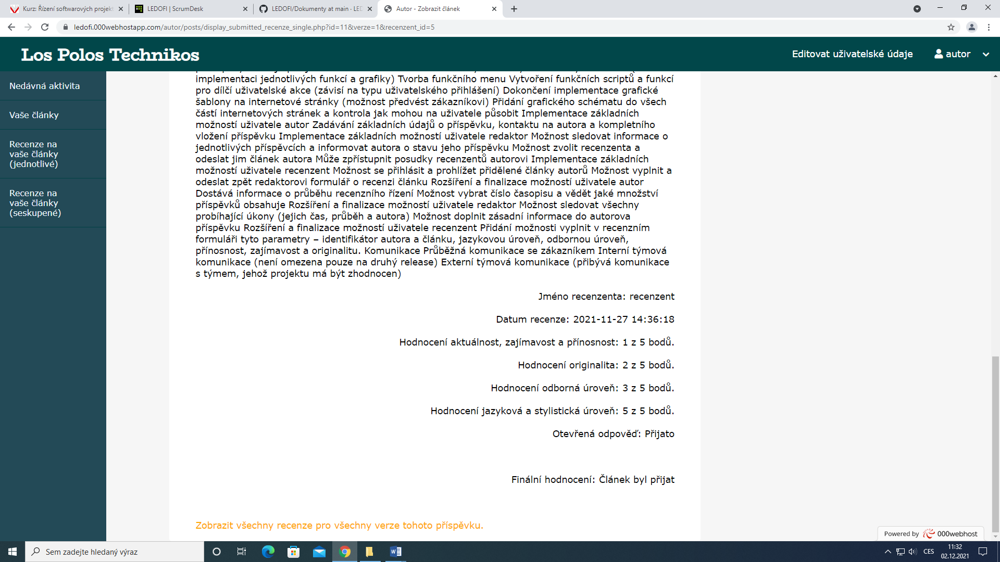 Kurz: Řízení softwarových projekt
LEDOFI | ScrumDesk
LEDOFI/Dokumenty at main · LED
Autor - Zobrazit článek
ledofi.000webhostapp.com/autor/posts/display_submitted_recenze_single.php?id=11&verze=1&recenzent_id=5
Los Polos Technikos
Editovat uživatelské údaje
autor
Nedávná aktivita
Vaše články
Recenze na
vaše články
(jednotlivé)
Recenze na
vaše články
(seskupené)
implementaci jednotlivých funkcí a grafiky) Tvorba funkčního menu Vytvoření funkčních scriptů a funkcí
pro dílčí uživatelské akce (závisí na typu uživatelského přihlášení) Dokončení implementace grafické
šablony na internetové stránky (možnost předvést zákazníkovi) Přidání grafického schématu do všech
částí internetových stránek a kontrola jak mohou na uživatele působit Implementace základních
možností uživatele autor Zadávání základních údajů o příspěvku, kontaktu na autora a kompletního
vložení příspěvku Implementace základních možností uživatele redaktor Možnost sledovat informace o
jednotlivých příspěvcích a informovat autora o stavu jeho příspěvku Možnost zvolit recenzenta a
odeslat jim článek autora Může zpřístupnit posudky recenzentů autorovi Implementace základních
možností uživatele recenzent Možnost se přihlásit a prohlížet přidělené články autorů Možnost vyplnit a
odeslat zpět redaktorovi formulář o recenzi článku Rozšíření a finalizace možností uživatele autor
Dostává informace o průběhu recenzního řízení Možnost vybrat číslo časopisu a vědět jaké množství
příspěvků obsahuje Rozšíření a finalizace možností uživatele redaktor Možnost sledovat všechny
probíhající úkony (jejich čas, průběh a autora) Možnost doplnit zásadní informace do autorova
příspěvku Rozšíření a finalizace možností uživatele recenzent Přidání možnosti vyplnit v recenzním
formuláři tyto parametry – identifikátor autora a článku, jazykovou úroveň, odbornou úroveň,
přínosnost, zajímavost a originalitu. Komunikace Průběžná komunikace se zákazníkem Interní týmová
komunikace (není omezena pouze na druhý release) Externí týmová komunikace (přibývá komunikace
s týmem, jehož projektu má být zhodnocen)
Jméno recenzenta: recenzent
Datum recenze: 2021-11-27 14:36:18
Hodnocení aktuálnost, zajímavost a přínosnost: 1 z 5 bodů.
Hodnocení originalita: 2 z 5 bodů.
Hodnocení odborná úroveň: 3 z 5 bodů.
Hodnocení jazyková a stylistická úroveň: 5 z 5 bodů.
Otevřená odpověď: Přijato
Finální hodnocení: Článek byl přijat
Zobrazit všechny recenze pro všechny verze tohoto příspěvku.
Powered by 000webhost
Sem zadejte hledaný výraz
CES
11:32
02.12.2021